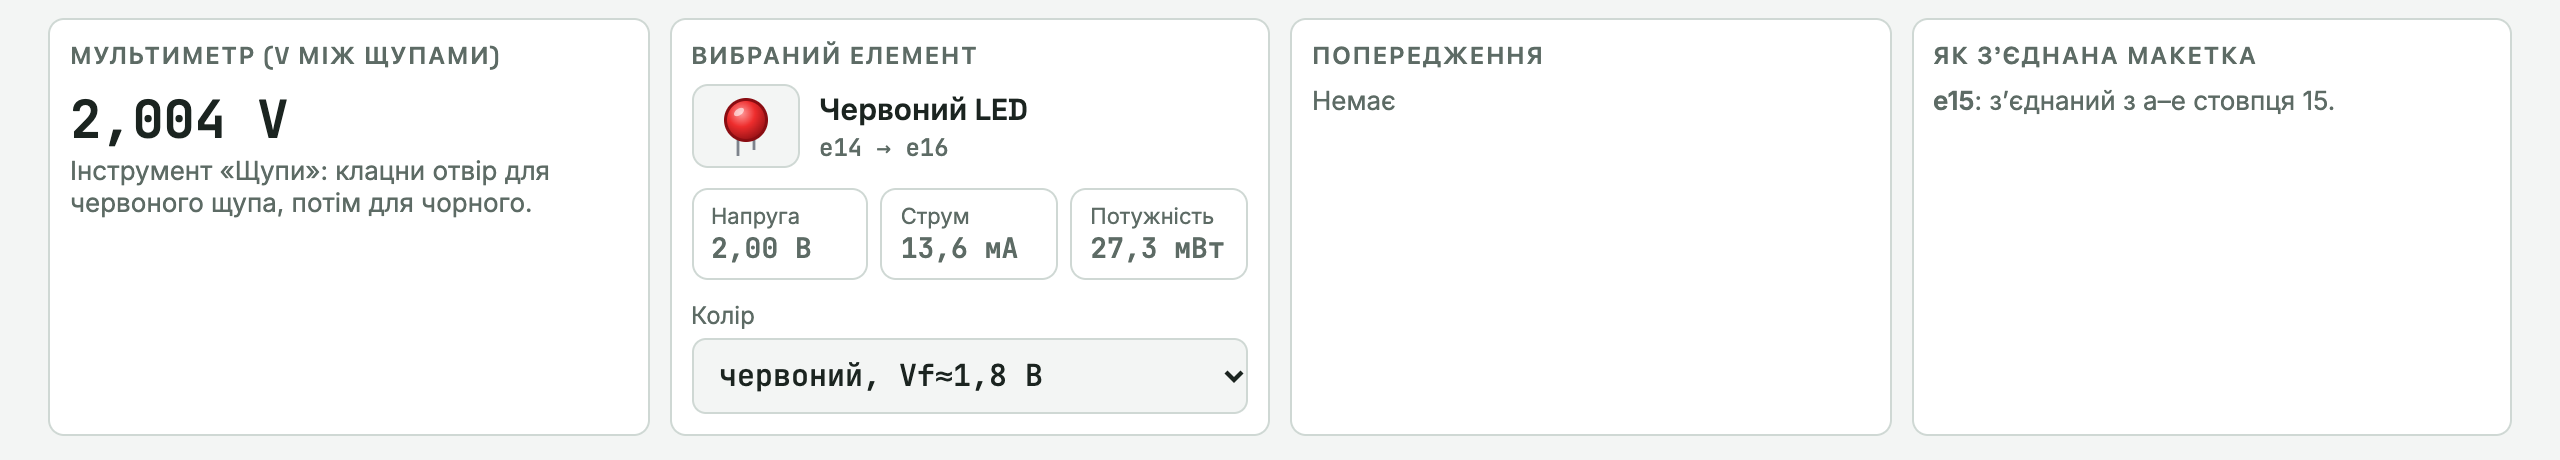 МУЛЬТИМЕТР (V МІЖ ЩУПАМИ)
2,004 V
Інструмент «Щупи»: клацни отвір для
червоного щупа, потім для чорного.
ВИБРАНИЙ ЕЛЕМЕНТ
Червоний LED
e14 → e16
Напруга
2,00 В
Струм
13,6 мА
Потужність
27,3 мВт
Колір
червоний, Vf≈1,8 В
ПОПЕРЕДЖЕННЯ
Немає
ЯК З’ЄДНАНА МАКЕТКА
e15: з’єднаний з a–e стовпця 15.